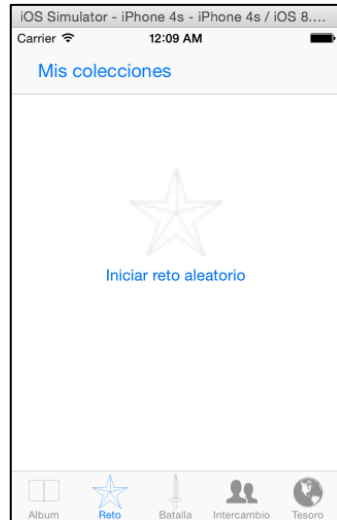 iOS Simulator - iPhone 4s - iPhone 4s / iOS 8....
Carrier 12:09 AM
Mis colecciones
Iniciar reto aleatorio
Album Reto Batalla Intercambio Tesoro